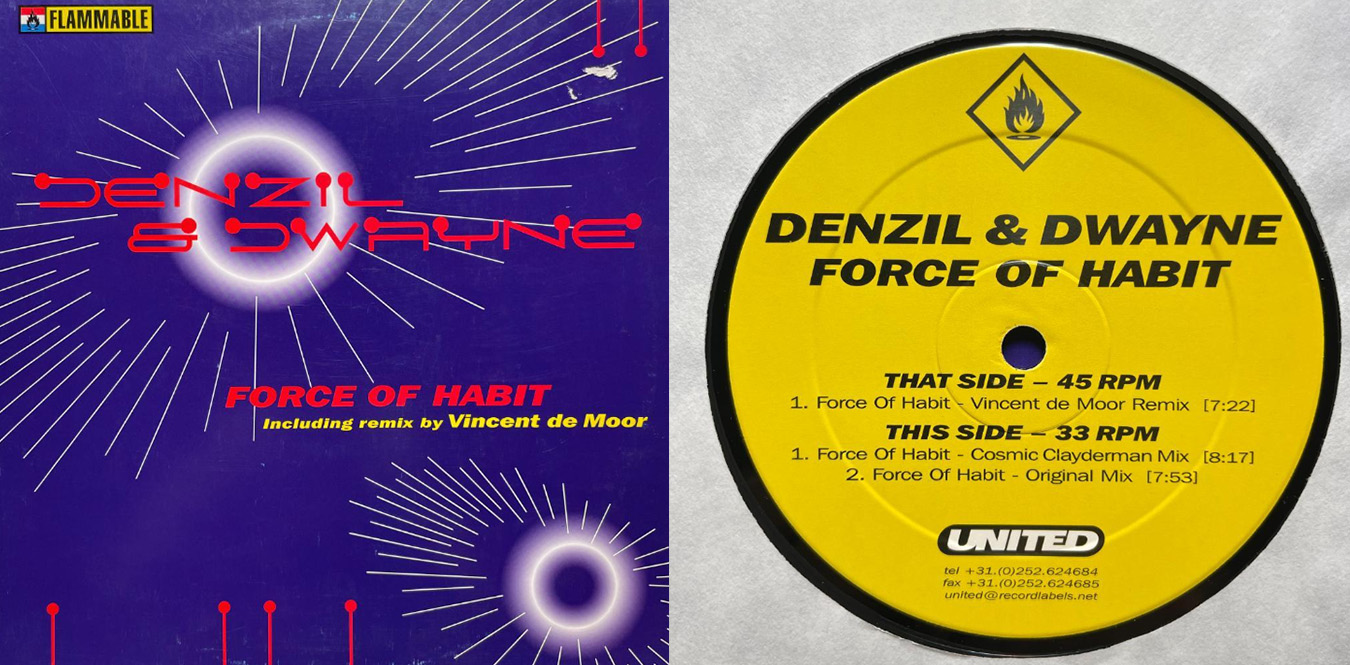 FLAMMABLE
DENZIL
& DWAYNE
FORCE OF HABIT
Including remix by Vincent de Moor
DENZIL & DWAYNE
FORCE OF HABIT
THAT SIDE – 45 RPM
1. Force Of Habit - Vincent de Moor Remix [7:22]
THIS SIDE – 33 RPM
1. Force Of Habit - Cosmic Clayderman Mix [8:17]
2. Force Of Habit - Original Mix [7:53]
UNITED
tel +31.(0)252.624684
fax +31.(0)252.624685
united@recordlabels.net